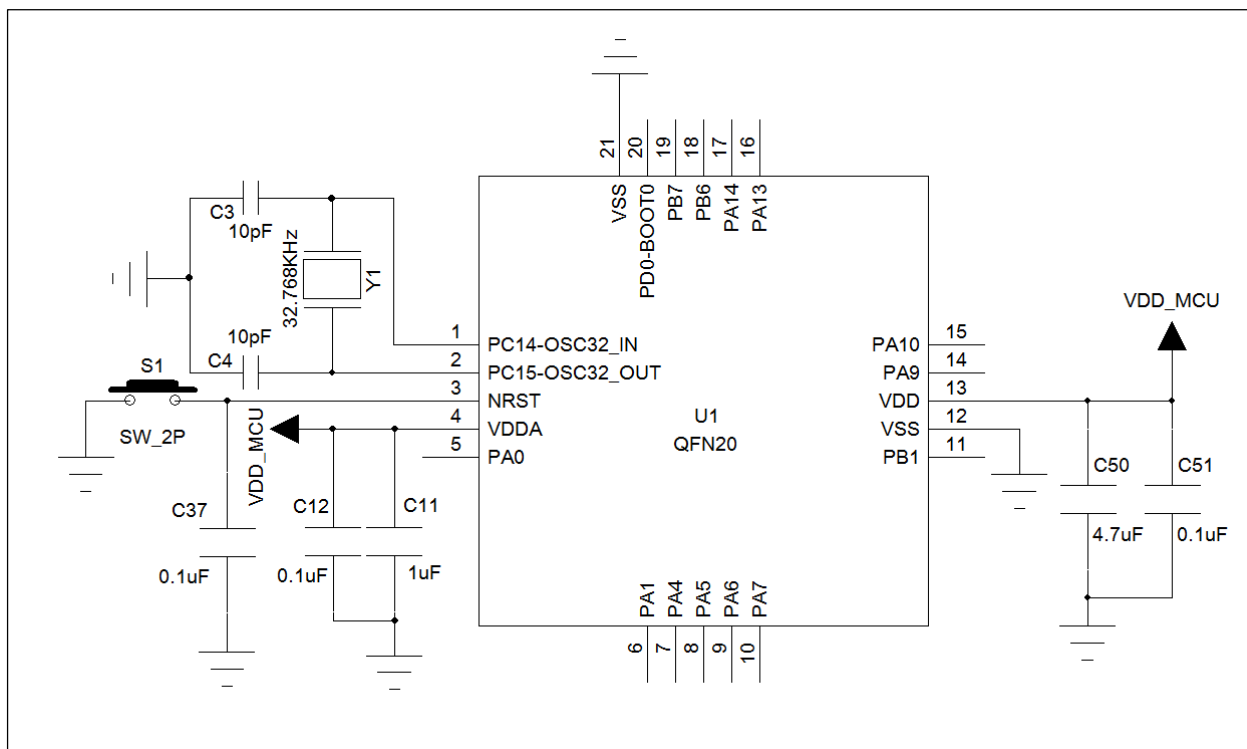 21
20
19
18
17
16
VSS
PD0-BOOT0
PB7
PB6
PA14
PA13
C3
10pF
32.768KHz
Y1
10pF
C4
S1
SW_2P
VDD_MCU
1
2
3
4
5
PC14-OSC32_IN
PC15-OSC32_OUT
NRST
VDDA
PA0
U1
QFN20
PA10
PA9
VDD
VSS
PB1
15
14
13
12
11
VDD_MCU
C50
4.7uF
C51
0.1uF
C37
0.1uF
C12
0.1uF
C11
1uF
PA1
PA4
PA5
PA6
PA7
6
7
8
9
10